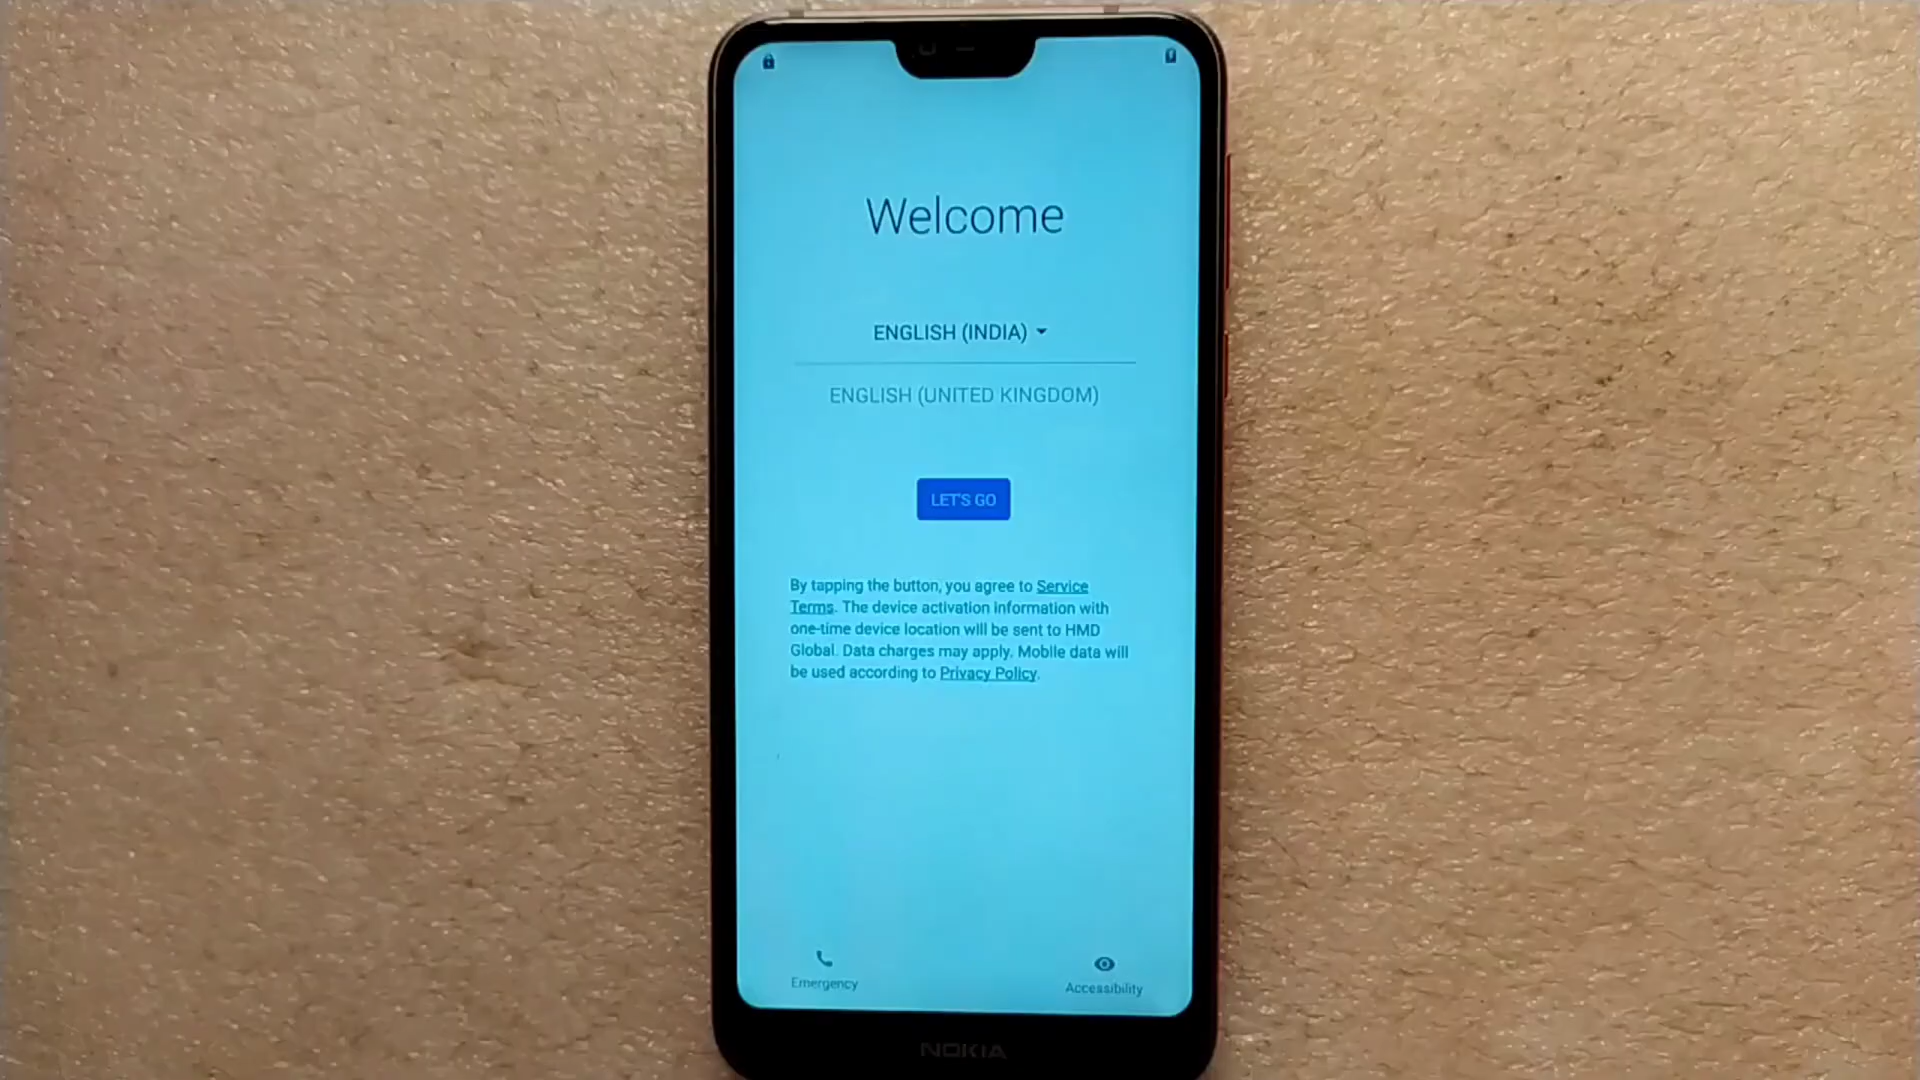 Welcome
ENGLISH (INDIA)
ENGLISH (UNITED KINGDOM)
LET'S GO
By tapping the button, you agree to Service
Terms. The device activation information with
one-time device location will be sent to HMD
Global. Data charges may apply. Mobile data will
be used according to Privacy Policy.
Emergency
Accessibility
NOKIA